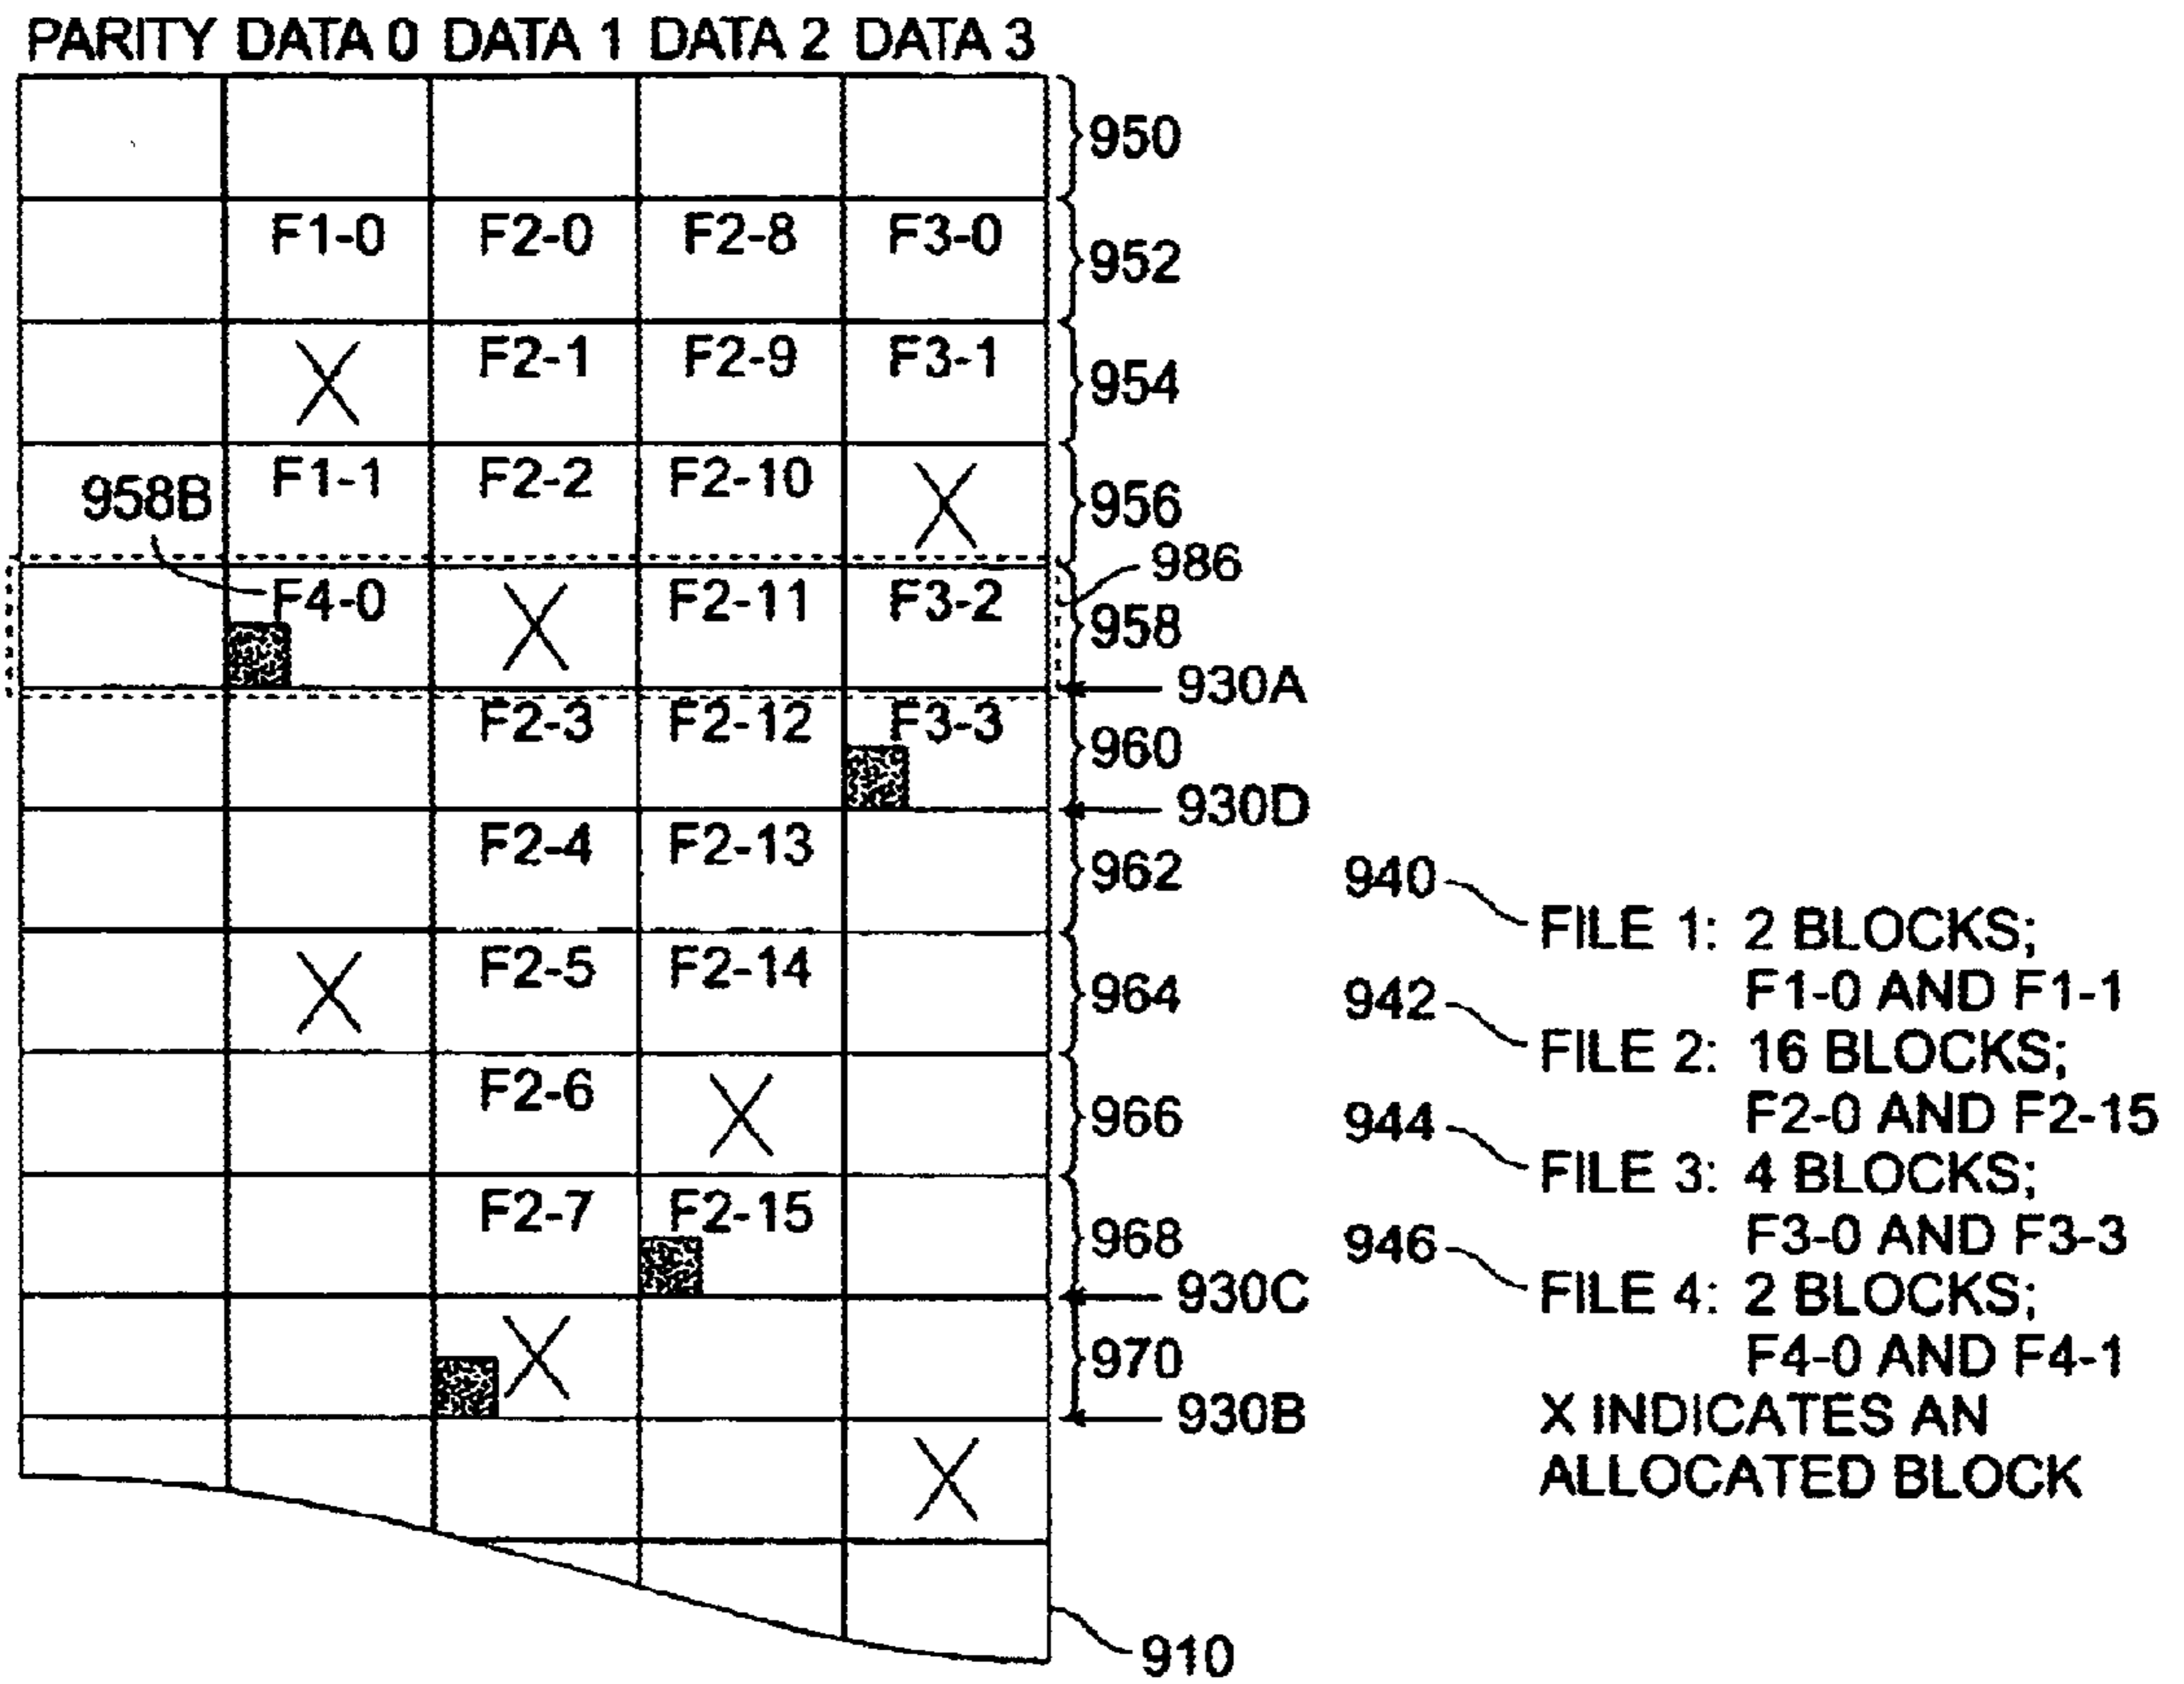 PARITY DATA 0 DATA 1 DATA 2 DATA 3
950
F1-0 F2-0 F2-8 F3-0
952
X F2-1 F2-9 F3-1
954
F1-1 F2-2 F2-10 X
956
958B
986
F4-0 X F2-11 F3-2
958
930A
F2-3 F2-12 F3-3
960
930D
F2-4 F2-13
962
X F2-5 F2-14
964
F2-6 X
966
F2-7 F2-15
968
930C
X
970
930B
X
910
940
FILE 1: 2 BLOCKS;
F1-0 AND F1-1
942
FILE 2: 16 BLOCKS;
F2-0 AND F2-15
944
FILE 3: 4 BLOCKS;
F3-0 AND F3-3
946
FILE 4: 2 BLOCKS;
F4-0 AND F4-1
X INDICATES AN
ALLOCATED BLOCK